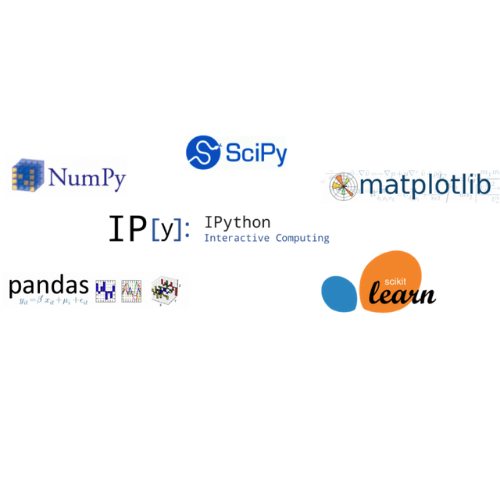 SciPy
NumPy
matplotlib
IP[y]:
IPython
Interactive Computing
pandas
scikit
learn